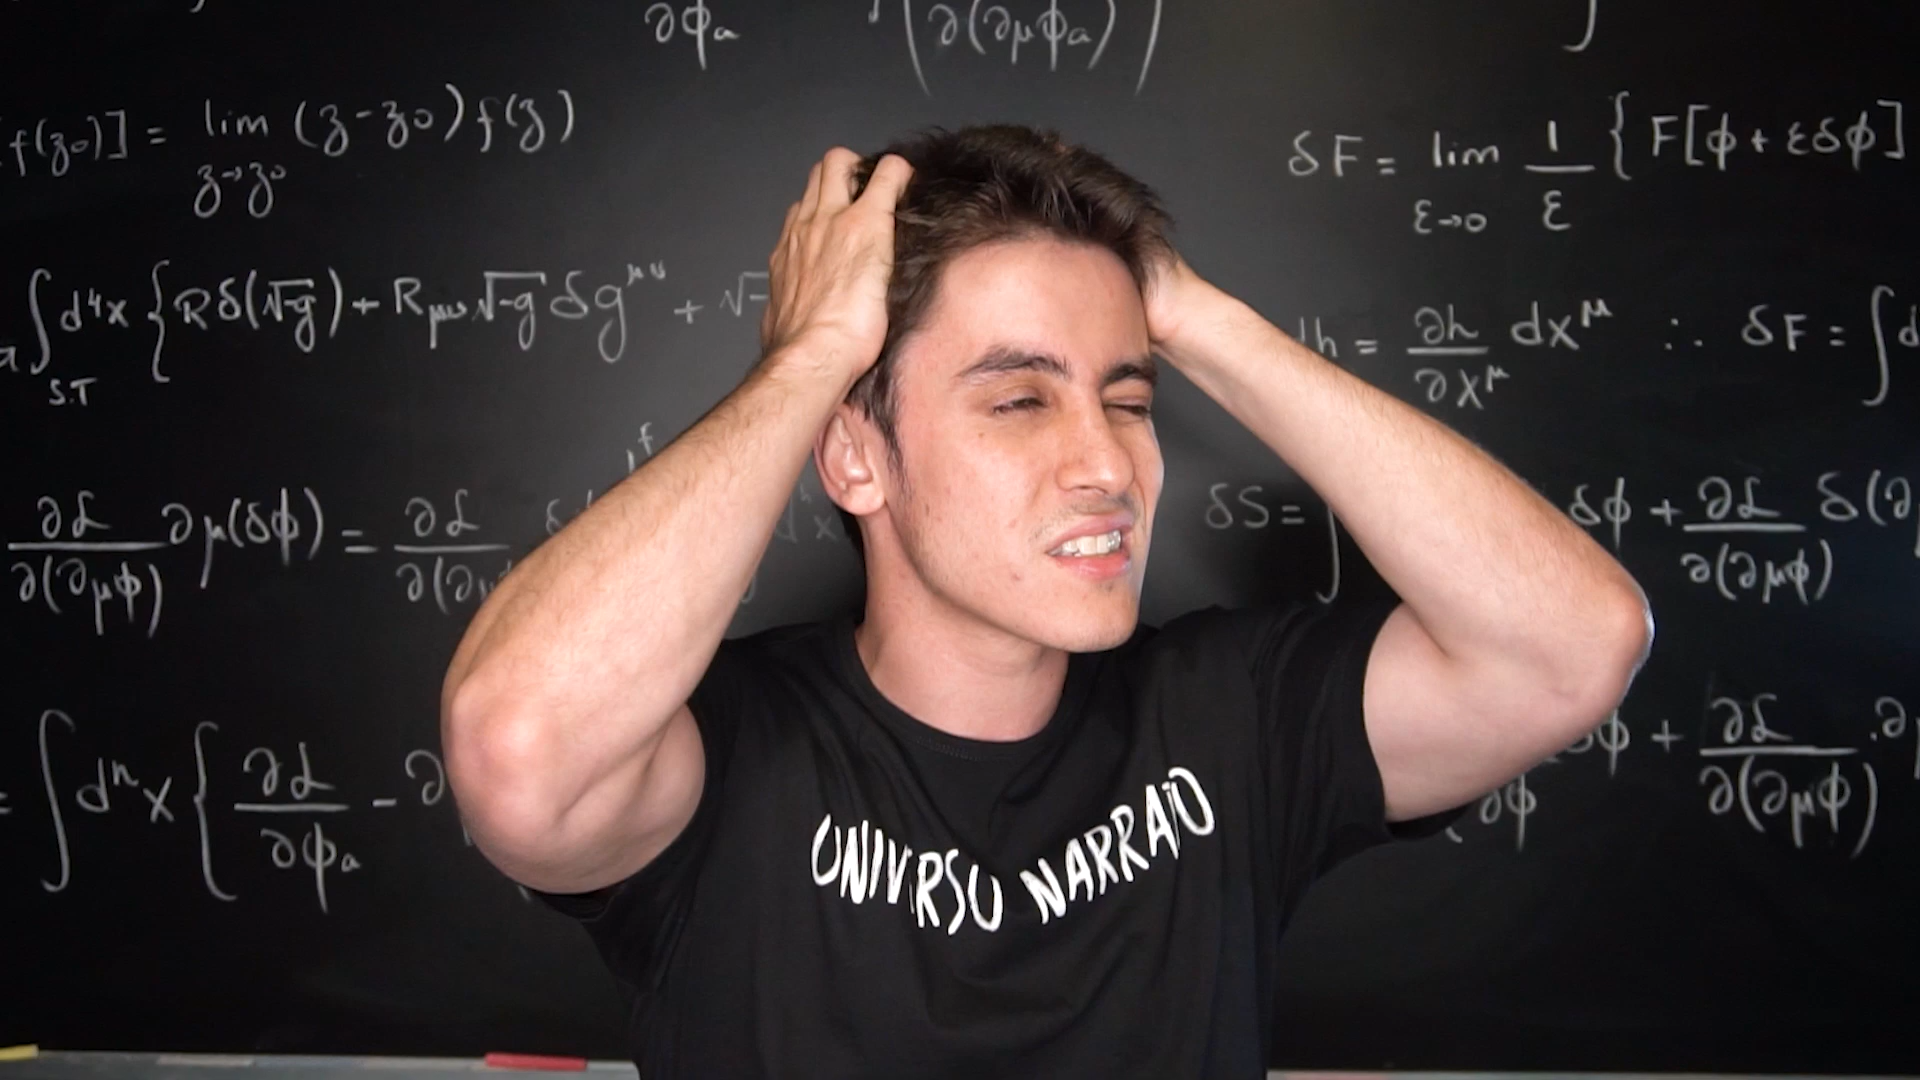 ∂ϕₐ (∂(∂μϕₐ))
f(z₀)] = lim (z-z₀) f(z)
z→z₀
δF = lim 1/ε {F[ϕ + εδϕ]
ε→0
∫ d⁴x {Rδ(√-g) + Rμν √-g δg^μν + √-
S.T
h = ∂h/∂x^μ dx^μ ∴ δF = ∫d
∂ℒ/∂(∂μϕ) ∂μ(δϕ) = ∂ℒ/∂(∂μ
δS = ∫ δϕ + ∂ℒ/∂(∂μϕ) δ(∂
= ∫ dⁿx {∂ℒ/∂ϕₐ - ∂
∂ϕ δϕ + ∂ℒ/∂(∂μϕ) .∂
UNIVERSO NARRADO